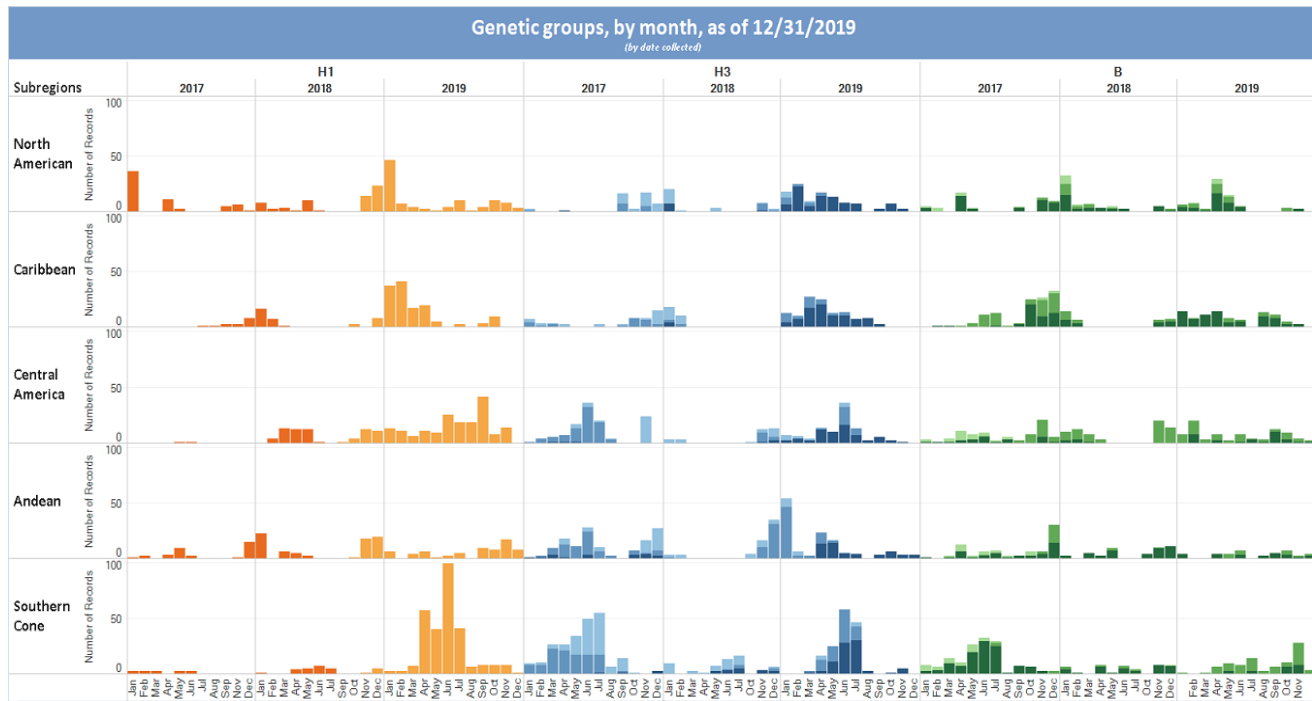 Genetic groups, by month, as of 12/31/2019
(by date collected)
H1 H3 B
Subregions 2017 2018 2019 2017 2018 2019 2017 2018 2019
North American
Number of Records
100
50
0
Caribbean
Number of Records
100
50
0
Central America
Number of Records
100
50
0
Andean
Number of Records
100
50
0
Southern Cone
Number of Records
100
50
0
Jan Feb Mar Apr May Jun Jul Aug Sep Nov Dec Jan Feb Mar Apr May Jun Jul Sep Oct Nov Dec Jan Feb Mar Apr May Jun Jul Aug Sep Oct Nov Dec
Jan Feb Mar Apr May Jun Jul Aug Sep Oct Nov Dec Jan Feb Mar May Jun Jul Oct Nov Dec Jan Feb Mar Apr May Jun Jul Aug Sep Oct Nov Dec
Jan Feb Mar Apr May Jun Jul Aug Sep Oct Nov Dec Jan Feb Mar Apr May Jun Jul Oct Nov Dec Feb Mar Apr May Jun Jul Aug Sep Oct Nov